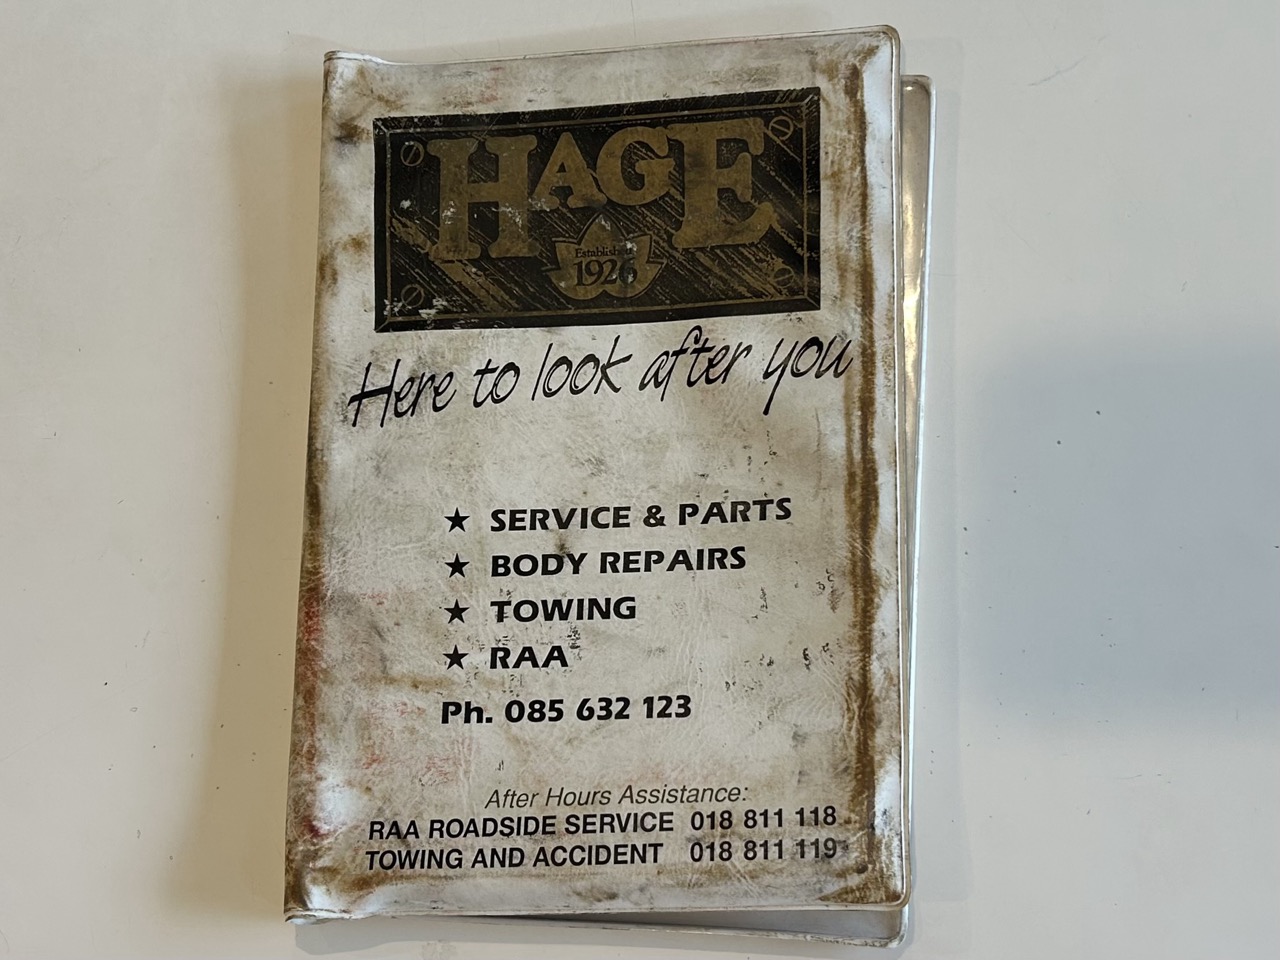 HAGE
Established
1926
Here to look after you
★ SERVICE & PARTS
★ BODY REPAIRS
★ TOWING
★ RAA
Ph. 085 632 123
After Hours Assistance:
RAA ROADSIDE SERVICE 018 811 118
TOWING AND ACCIDENT 018 811 119